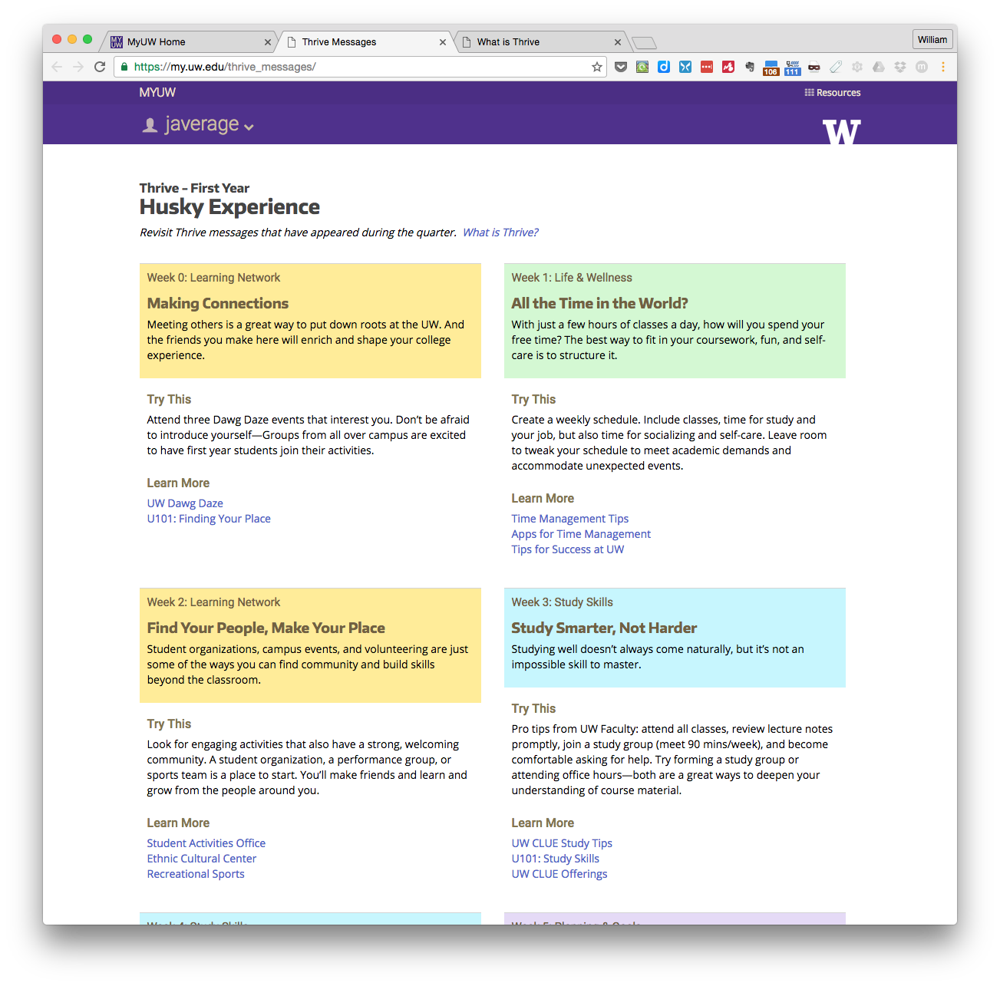 MyUW Home
Thrive Messages
What is Thrive
William
https://my.uw.edu/thrive_messages/
106
111
MYUW
Resources
javerage
W
Thrive – First Year
Husky Experience
Revisit Thrive messages that have appeared during the quarter. What is Thrive?
Week 0: Learning Network
Making Connections
Meeting others is a great way to put down roots at the UW. And
the friends you make here will enrich and shape your college
experience.
Try This
Attend three Dawg Daze events that interest you. Don’t be afraid
to introduce yourself—Groups from all over campus are excited
to have first year students join their activities.
Learn More
UW Dawg Daze
U101: Finding Your Place
Week 1: Life & Wellness
All the Time in the World?
With just a few hours of classes a day, how will you spend your
free time? The best way to fit in your coursework, fun, and self-
care is to structure it.
Try This
Create a weekly schedule. Include classes, time for study and
your job, but also time for socializing and self-care. Leave room
to tweak your schedule to meet academic demands and
accommodate unexpected events.
Learn More
Time Management Tips
Apps for Time Management
Tips for Success at UW
Week 2: Learning Network
Find Your People, Make Your Place
Student organizations, campus events, and volunteering are just
some of the ways you can find community and build skills
beyond the classroom.
Try This
Look for engaging activities that also have a strong, welcoming
community. A student organization, a performance group, or
sports team is a place to start. You’ll make friends and learn and
grow from the people around you.
Learn More
Student Activities Office
Ethnic Cultural Center
Recreational Sports
Week 3: Study Skills
Study Smarter, Not Harder
Studying well doesn’t always come naturally, but it’s not an
impossible skill to master.
Try This
Pro tips from UW Faculty: attend all classes, review lecture notes
promptly, join a study group (meet 90 mins/week), and become
comfortable asking for help. Try forming a study group or
attending office hours—both are a great ways to deepen your
understanding of course material.
Learn More
UW CLUE Study Tips
U101: Study Skills
UW CLUE Offerings
Week 4: Study Skills
Week 5: Planning & Goals